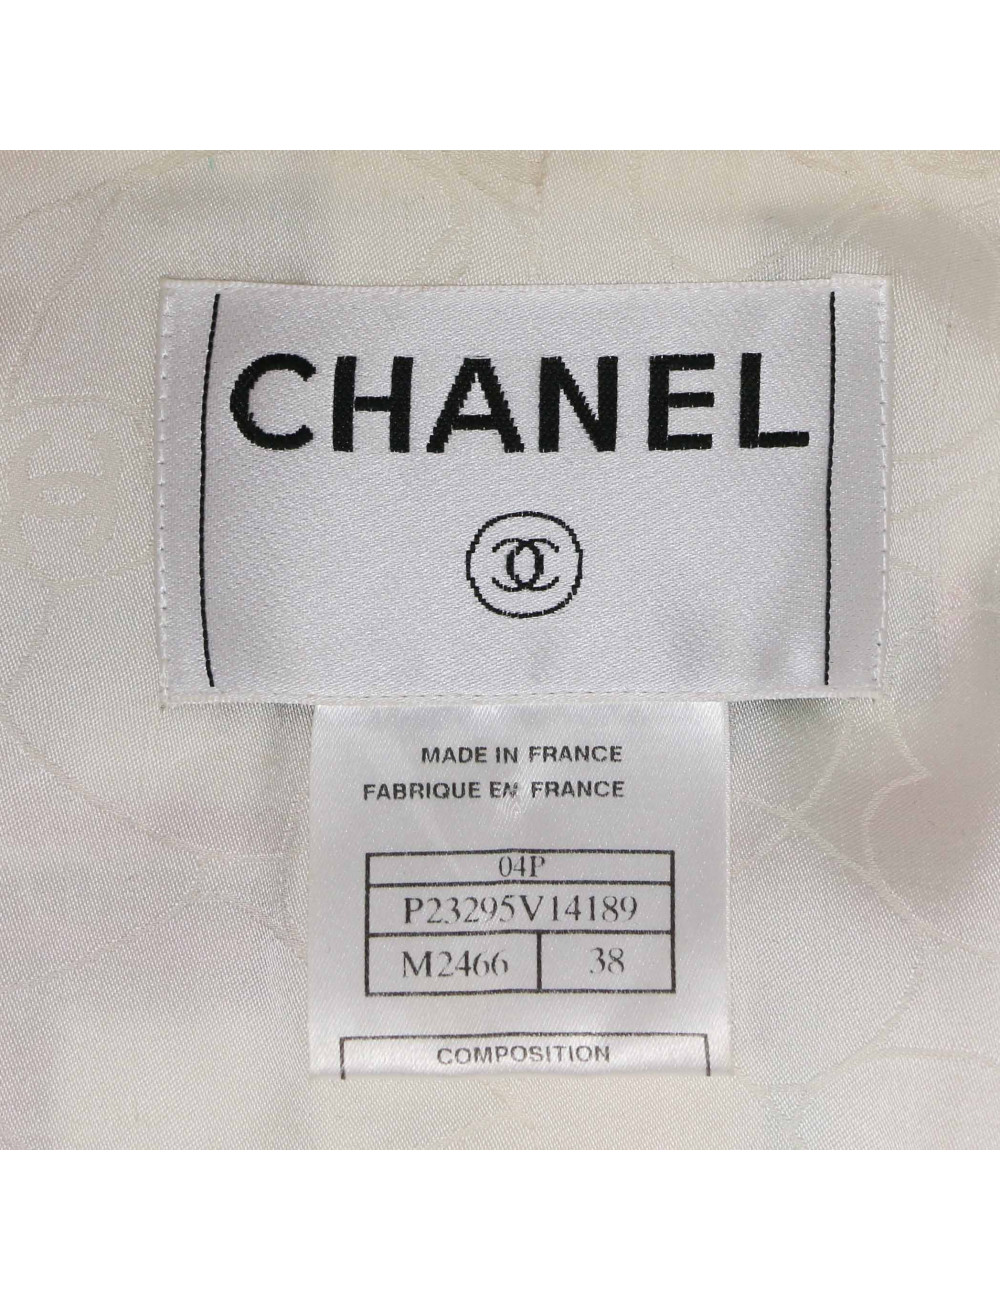 CHANEL
MADE IN FRANCE
FABRIQUE EN FRANCE
04P
P23295V14189
M2466 38
COMPOSITION